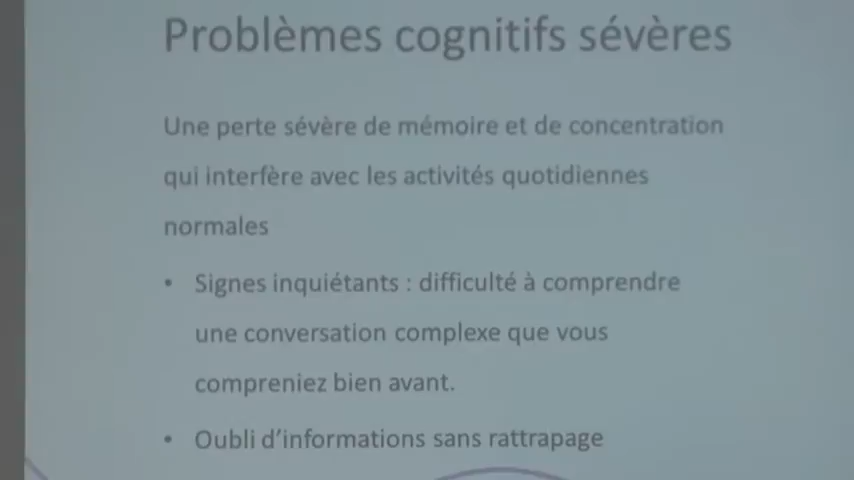 Problèmes cognitifs sévères
Une perte sévère de mémoire et de concentration
qui interfère avec les activités quotidiennes
normales
• Signes inquiétants : difficulté à comprendre
une conversation complexe que vous
compreniez bien avant.
• Oubli d’informations sans rattrapage